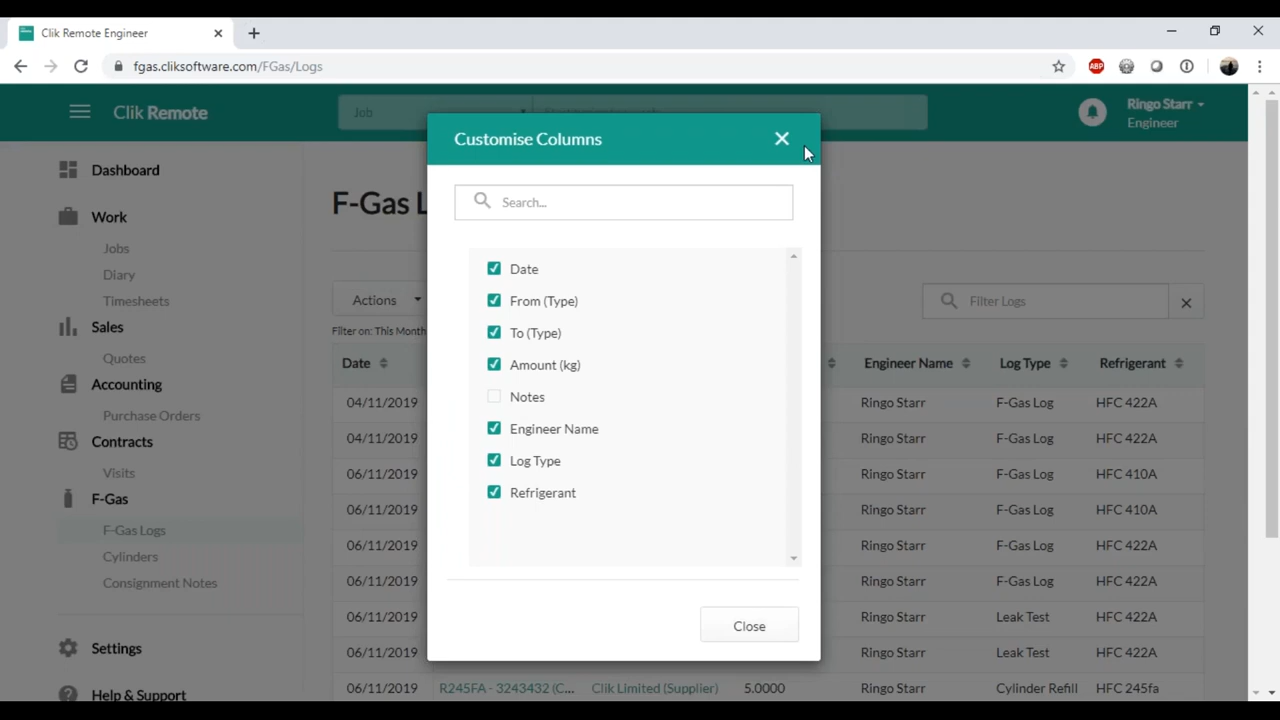 Clik Remote Engineer
fgas.cliksoftware.com/FGas/Logs
ABP
Clik Remote
Job
Ringo Starr
Engineer
Customise Columns
Search...
Date
From (Type)
To (Type)
Amount (kg)
Notes
Engineer Name
Log Type
Refrigerant
Close
Dashboard
Work
Jobs
Diary
Timesheets
Sales
Quotes
Accounting
Purchase Orders
Contracts
Visits
F-Gas
F-Gas Logs
Cylinders
Consignment Notes
Settings
Help & Support
F-Gas L
Actions
Filter Logs
Filter on: This Month
Date Engineer Name Log Type Refrigerant
04/11/2019 Ringo Starr F-Gas Log HFC 422A
04/11/2019 Ringo Starr F-Gas Log HFC 422A
06/11/2019 Ringo Starr F-Gas Log HFC 410A
06/11/2019 Ringo Starr F-Gas Log HFC 410A
06/11/2019 Ringo Starr F-Gas Log HFC 422A
06/11/2019 Ringo Starr F-Gas Log HFC 422A
06/11/2019 Ringo Starr Leak Test HFC 422A
06/11/2019 Ringo Starr Leak Test HFC 422A
06/11/2019 R245FA - 3243432 (C... Clik Limited (Supplier) 5.0000 Ringo Starr Cylinder Refill HFC 245fa